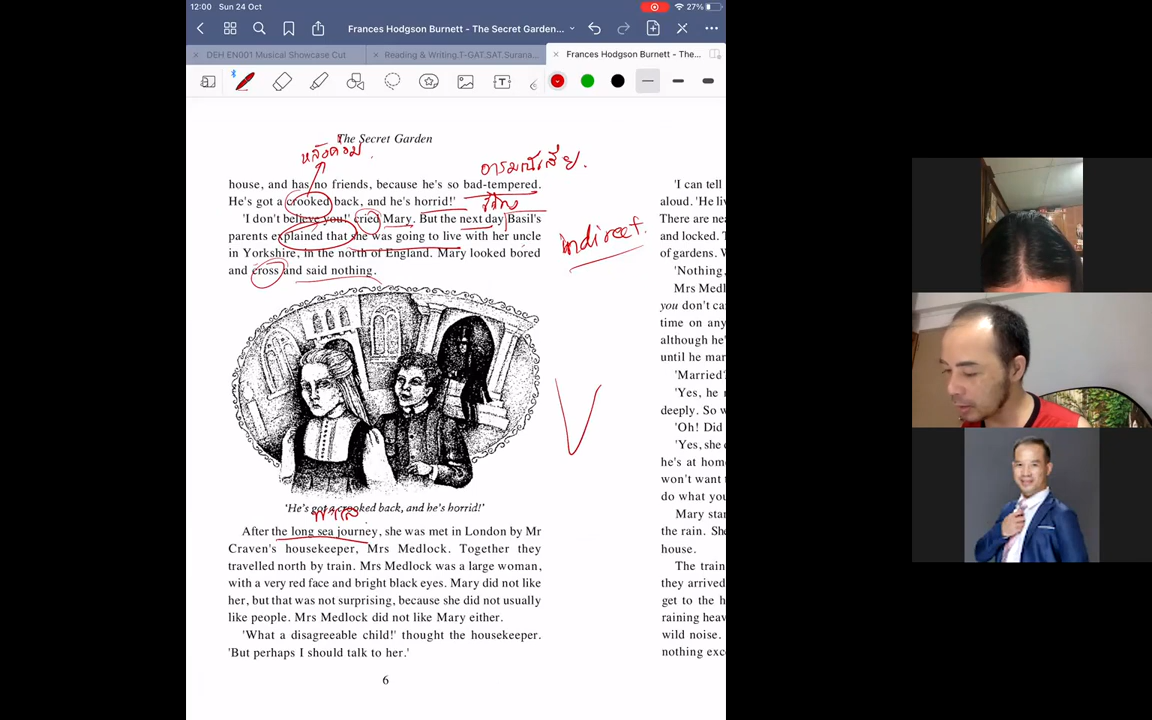 12:00 Sun 24 Oct
27%
Frances Hodgson Burnett - The Secret Garden...
DEH EN001 Musical Showcase Cut
Reading & Writing,T-GAT,SAT.Surana...
Frances Hodgson Burnett - The...
The Secret Garden
หลังค่อม
อารมณ์เสีย
house, and has no friends, because he's so bad-tempered.
He's got a crooked back, and he's horrid!'
'I don't believe you!' cried Mary. But the next day Basil's
parents explained that she was going to live with her uncle
indirect.
in Yorkshire, in the north of England. Mary looked bored
and cross and said nothing.
'He's got a crooked back, and he's horrid!'
After the long sea journey, she was met in London by Mr
Craven's housekeeper, Mrs Medlock. Together they
travelled north by train. Mrs Medlock was a large woman,
with a very red face and bright black eyes. Mary did not like
her, but that was not surprising, because she did not usually
like people. Mrs Medlock did not like Mary either.
'What a disagreeable child!' thought the housekeeper.
'But perhaps I should talk to her.'
6
'I can tell
aloud. 'He liv
There are nea
and locked. T
of gardens. W
'Nothing,
Mrs Medl
you don't car
time on any
although he'
until he mar
'Married?
'Yes, he r
deeply. So w
'Oh! Did
'Yes, she d
he's at hom
won't want
do what you
Mary star
the rain. She
house.
The train
they arrived
get to the h
raining heav
wild noise.
nothing exc